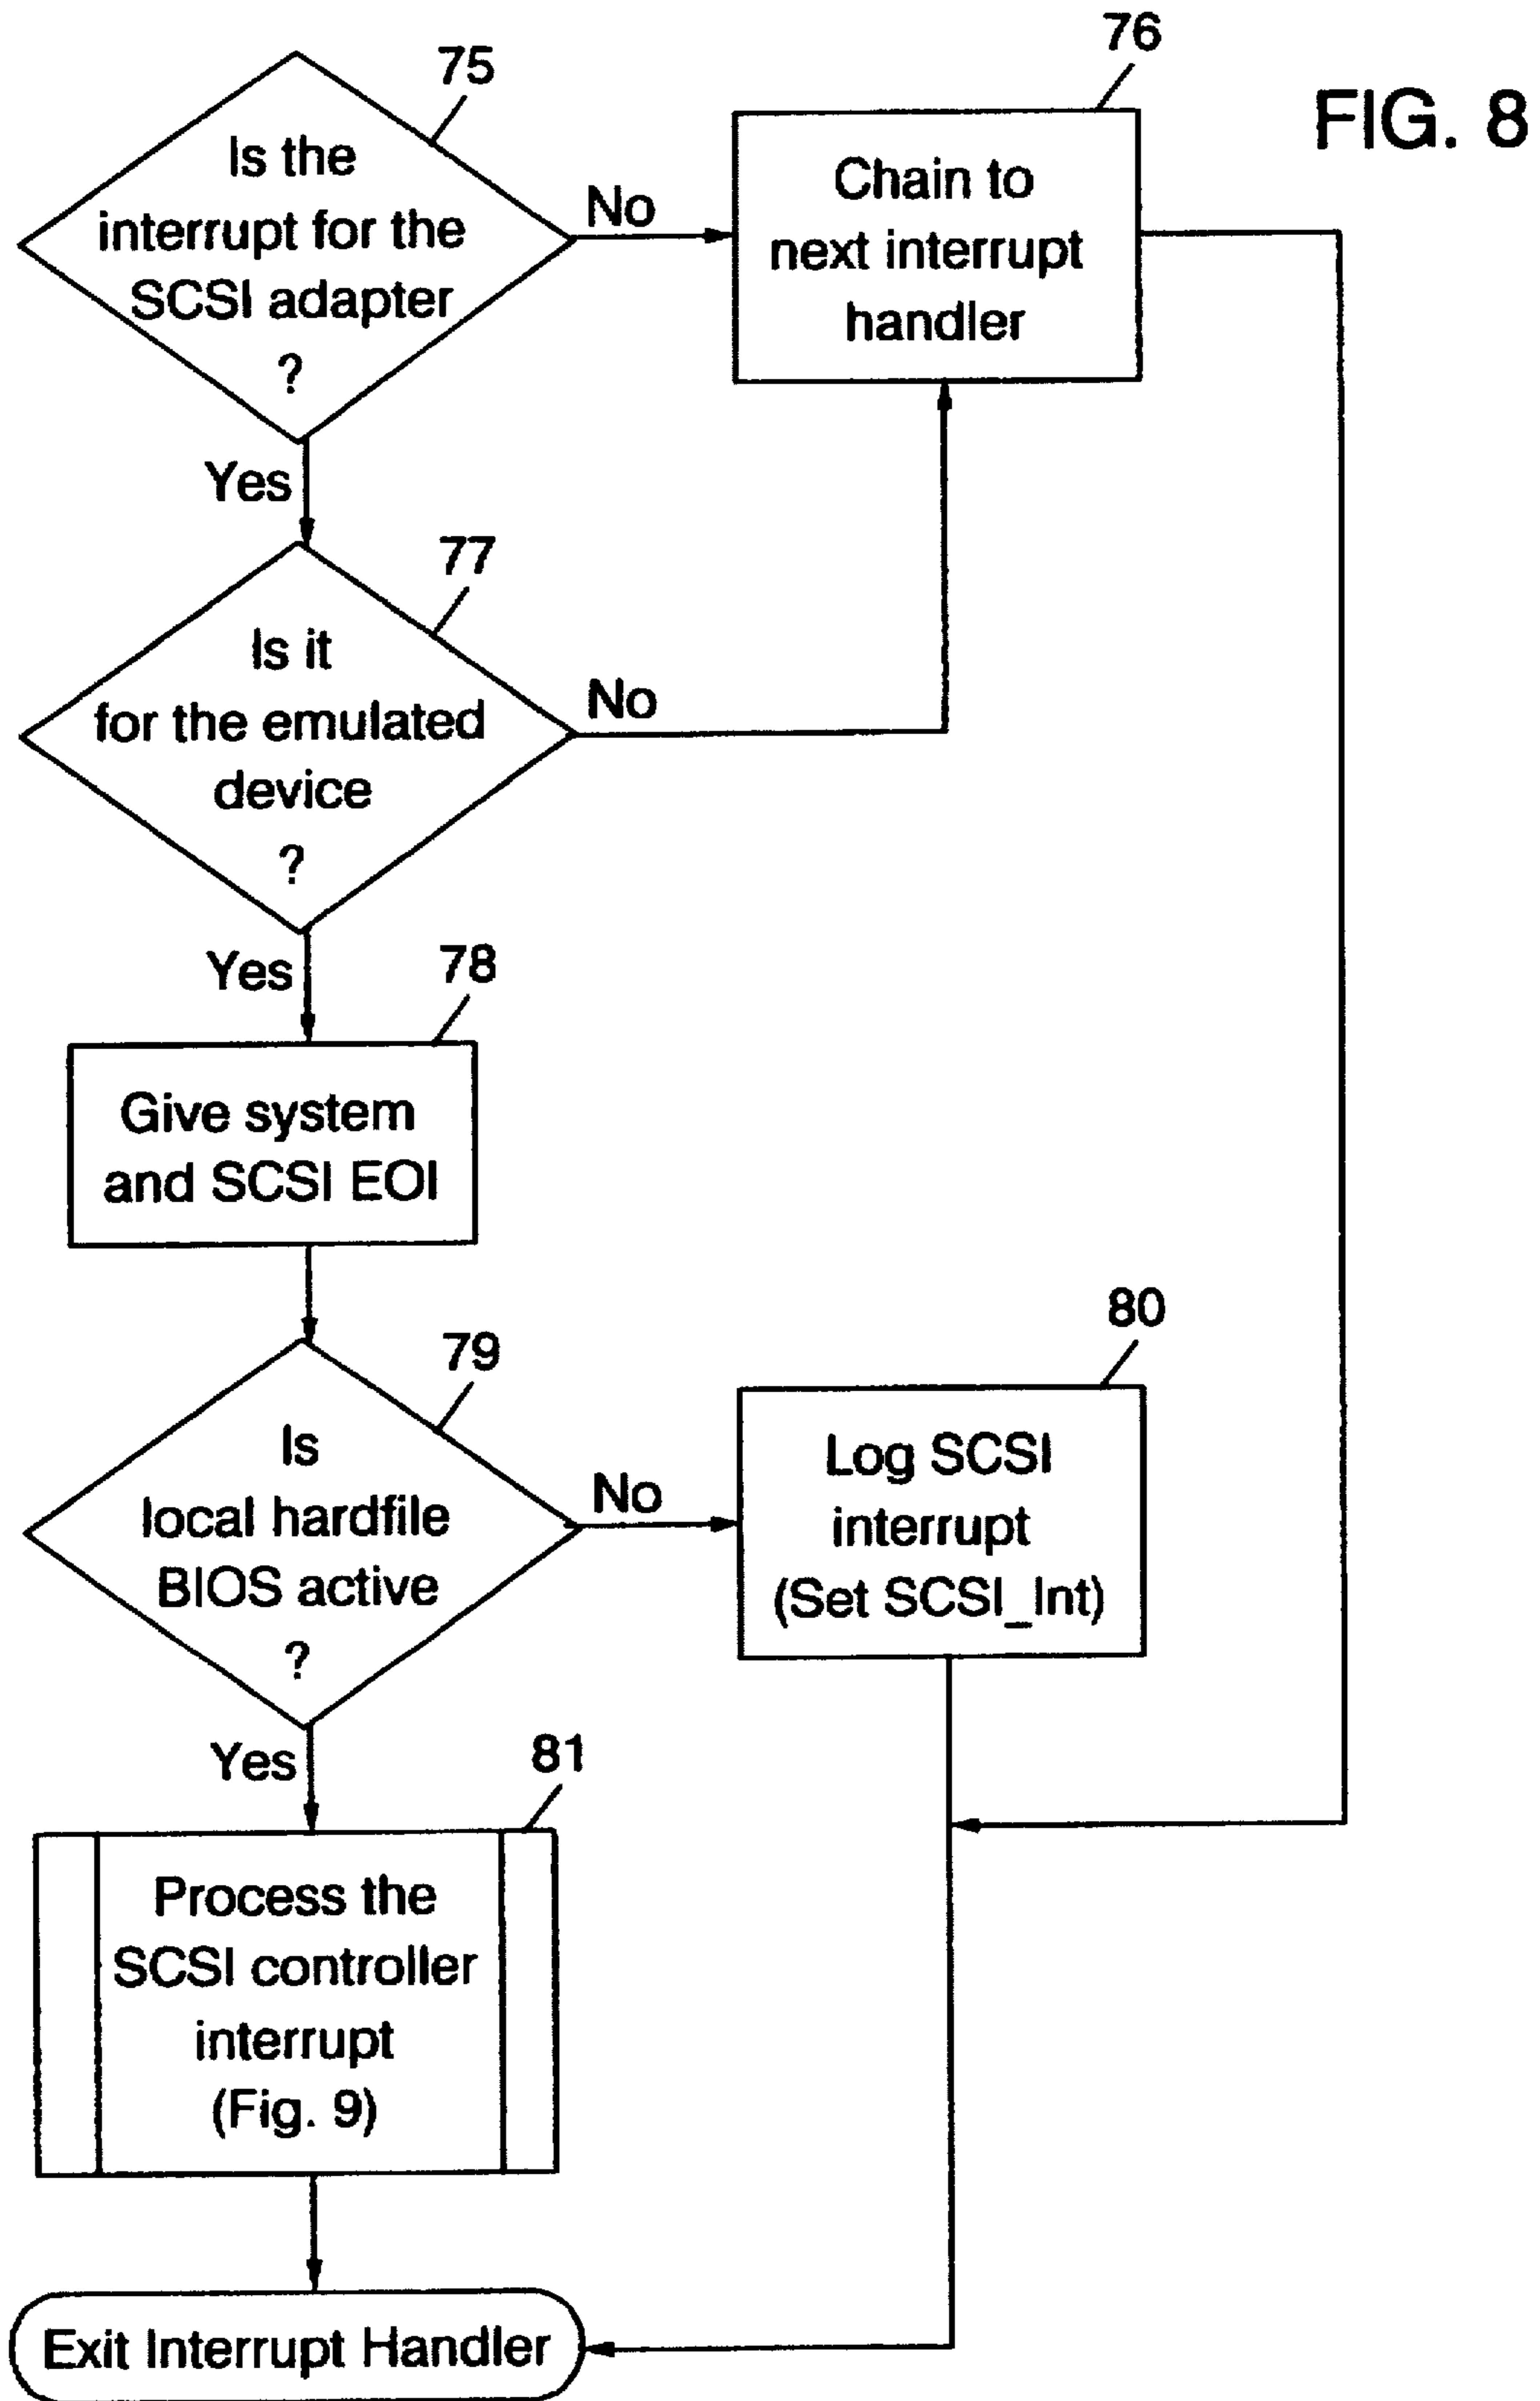 FIG. 8
75
Is the
interrupt for the
SCSI adapter
?
No
76
Chain to
next interrupt
handler
Yes
77
Is it
for the emulated
device
?
No
Yes
78
Give system
and SCSI EOI
79
Is
local hardfile
BIOS active
?
No
80
Log SCSI
interrupt
(Set SCSI_Int)
Yes
81
Process the
SCSI controller
interrupt
(Fig. 9)
Exit Interrupt Handler